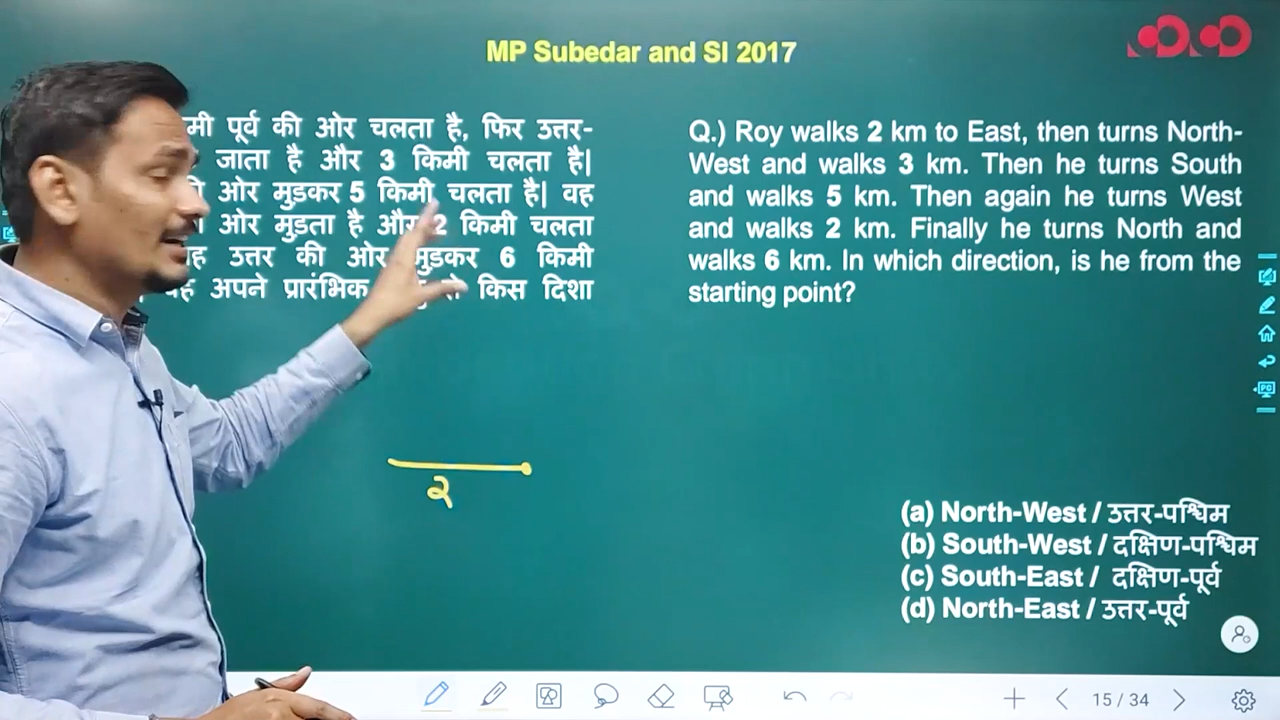 MP Subedar and SI 2017
पूर्व की ओर चलता है, फिर उत्तर-
जाता है और 3 किमी चलता है|
ओर मुड़कर 5 किमी चलता है| वह
ओर मुड़ता है और 2 किमी चलता
उत्तर की ओर मुड़कर 6 किमी
वह अपने प्रारंभिक से किस दिशा
Q.) Roy walks 2 km to East, then turns North-
West and walks 3 km. Then he turns South
and walks 5 km. Then again he turns West
and walks 2 km. Finally he turns North and
walks 6 km. In which direction, is he from the
starting point?
२
(a) North-West / उत्तर-पश्चिम
(b) South-West / दक्षिण-पश्चिम
(c) South-East / दक्षिण-पूर्व
(d) North-East / उत्तर-पूर्व
15 / 34